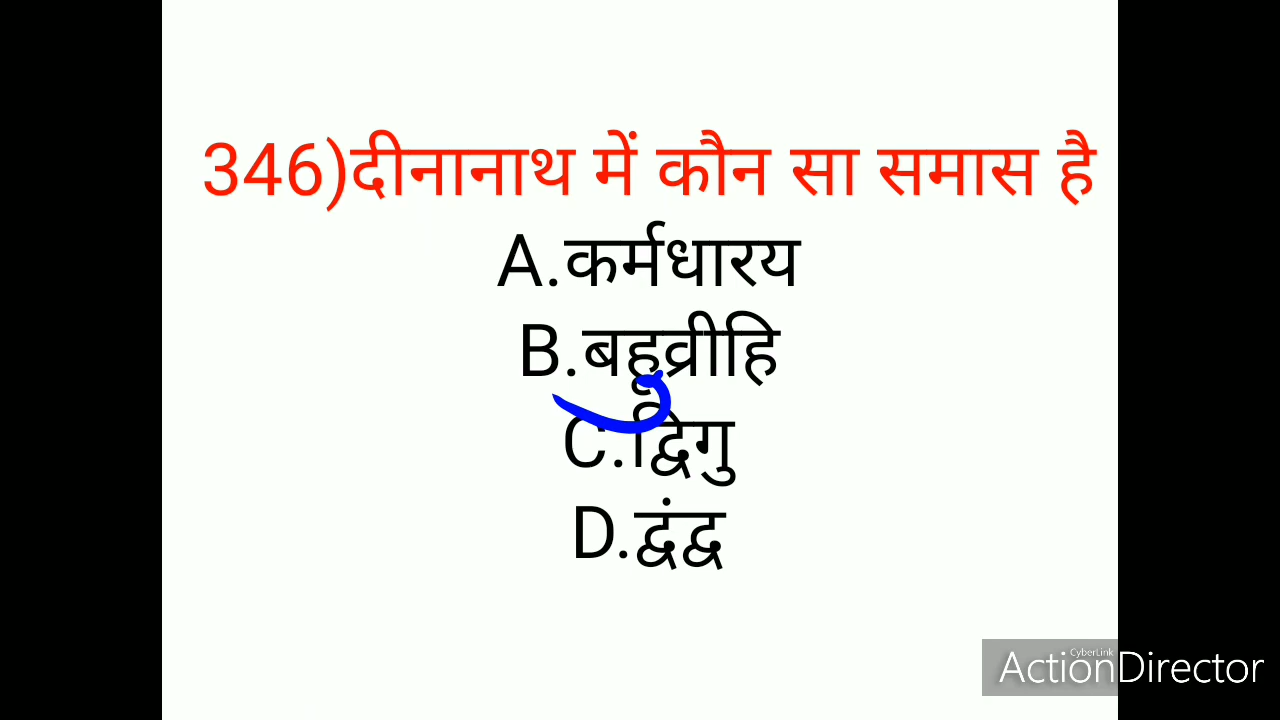 346)दीनानाथ में कौन सा समास है
A.कर्मधारय
B.बहूव्रीहि
C.द्विगु
D.द्वंद्व
CyberLink
ActionDirector